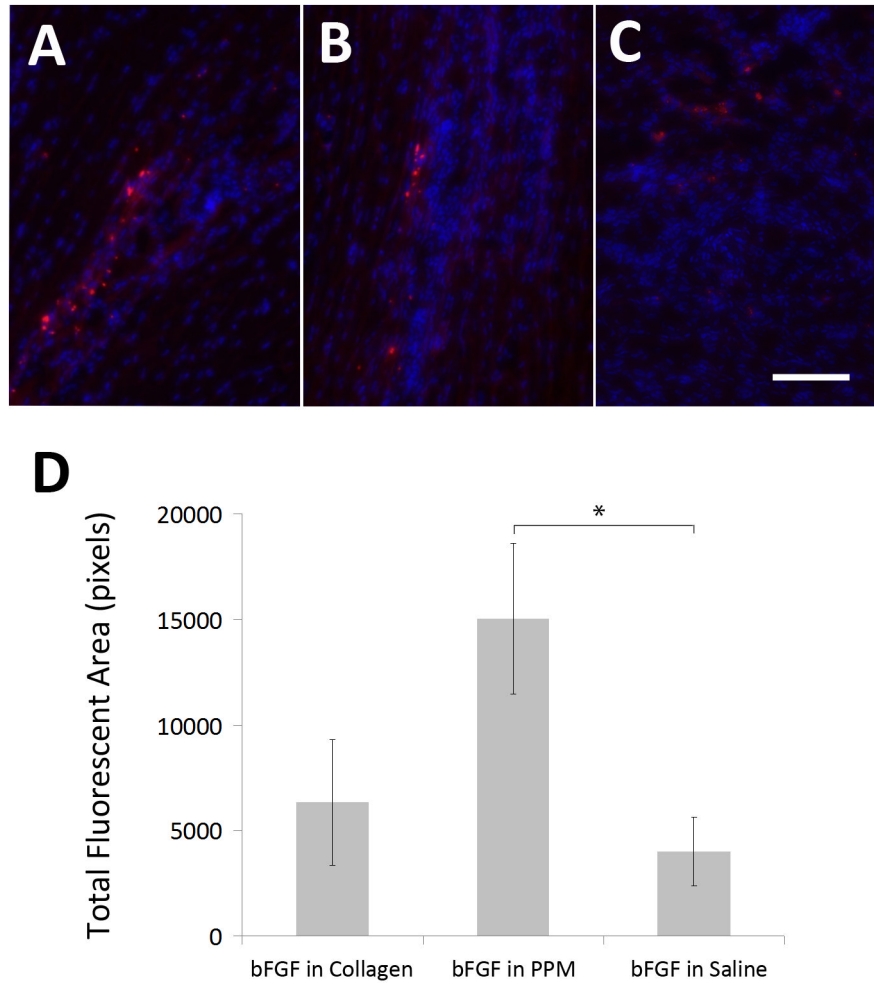 A
B
C
D
Total Fluorescent Area (pixels)
20000
15000
10000
5000
0
*
bFGF in Collagen
bFGF in PPM
bFGF in Saline